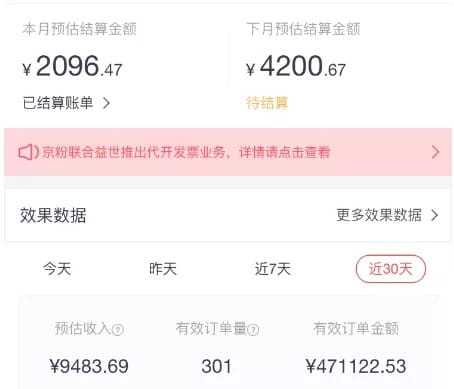 本月预估结算金额 下月预估结算金额
¥2096.47 ¥4200.67
已结算账单 待结算
京粉联合益世推出代开发票业务，详情请点击查看
效果数据 更多效果数据
今天 昨天 近7天 近30天
预估收入? 有效订单量? 有效订单金额
¥9483.69 301 ¥471122.53